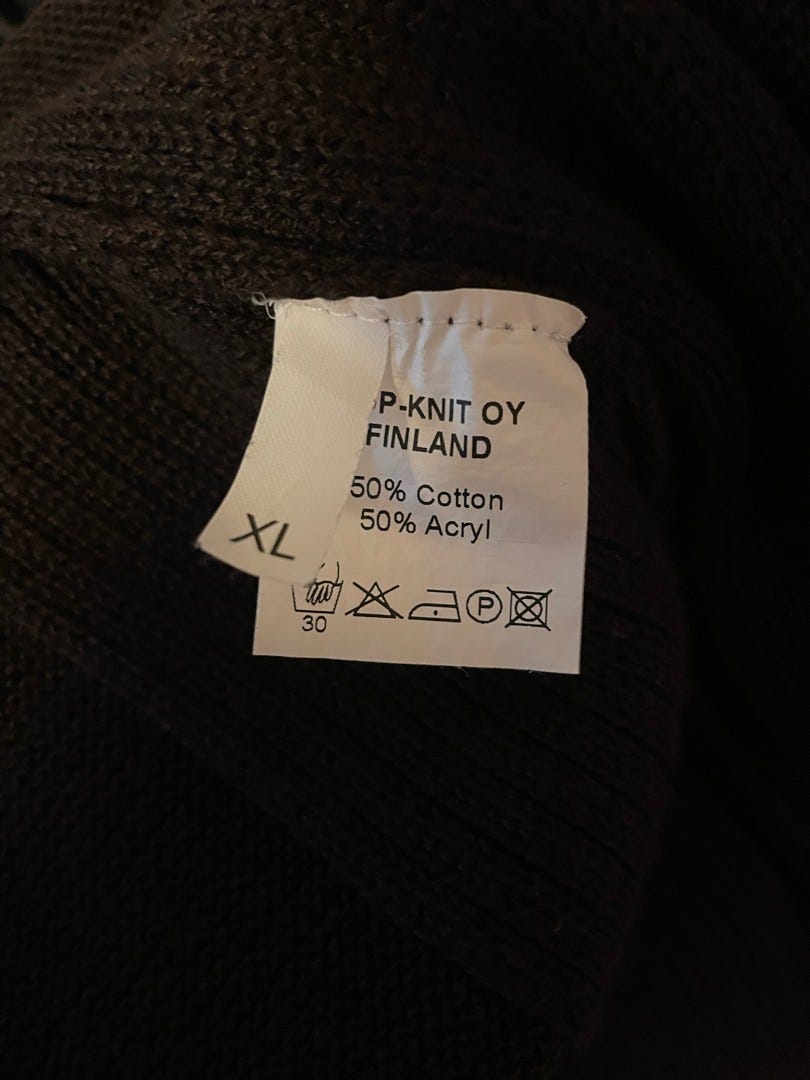 P-KNIT OY
FINLAND
50% Cotton
50% Acryl
XL
30
P